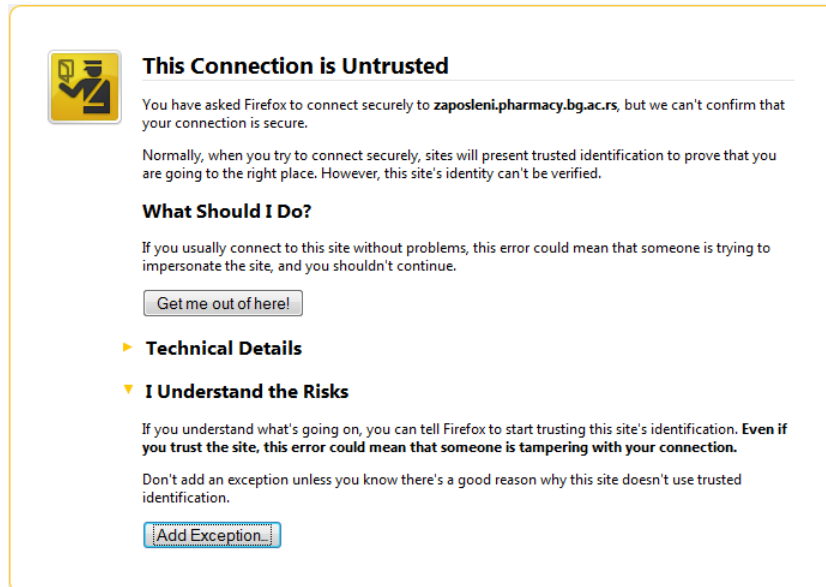 This Connection is Untrusted
You have asked Firefox to connect securely to zaposleni.pharmacy.bg.ac.rs, but we can't confirm that
your connection is secure.
Normally, when you try to connect securely, sites will present trusted identification to prove that you
are going to the right place. However, this site's identity can't be verified.
What Should I Do?
If you usually connect to this site without problems, this error could mean that someone is trying to
impersonate the site, and you shouldn't continue.
Get me out of here!
Technical Details
I Understand the Risks
If you understand what's going on, you can tell Firefox to start trusting this site's identification. Even if
you trust the site, this error could mean that someone is tampering with your connection.
Don't add an exception unless you know there's a good reason why this site doesn't use trusted
identification.
Add Exception...